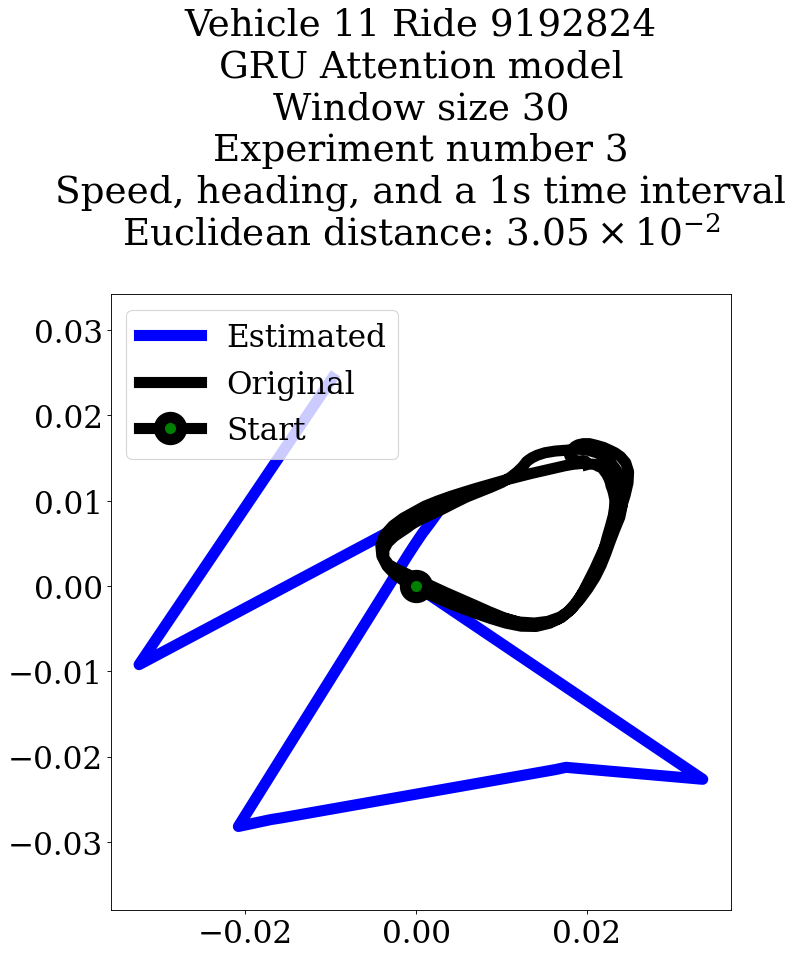 Vehicle 11 Ride 9192824
GRU Attention model
Window size 30
Experiment number 3
Speed, heading, and a 1s time interval
Euclidean distance: 3.05 × 10⁻²
Estimated
Original
Start
0.03
0.02
0.01
0.00
−0.01
−0.02
−0.03
−0.02 0.00 0.02